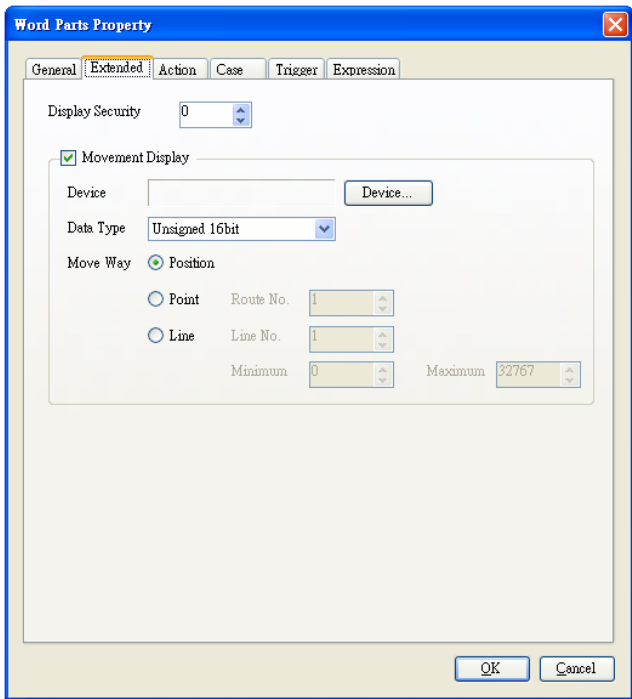 Word Parts Property
General Extended Action Case Trigger Expression
Display Security 0
Movement Display
Device Device...
Data Type Unsigned 16bit
Move Way Position
Point Route No. 1
Line Line No. 1
Minimum 0 Maximum 32767
OK Cancel